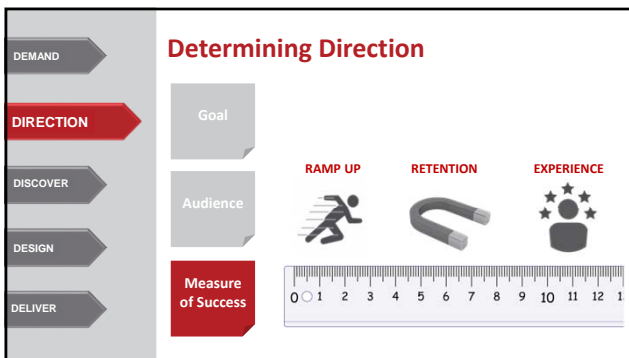 Determining Direction
DEMAND
DIRECTION
DISCOVER
DESIGN
DELIVER
Goal
Audience
Measure
of Success
RAMP UP
RETENTION
EXPERIENCE
0 1 2 3 4 5 6 7 8 9 10 11 12